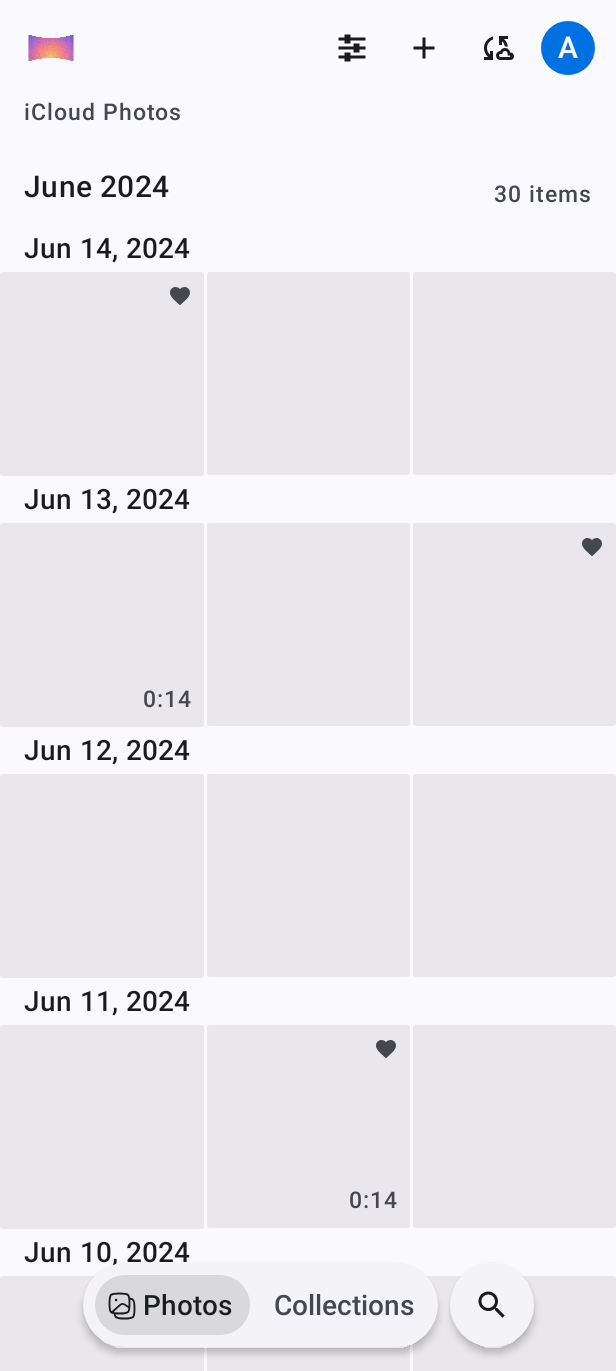 A
iCloud Photos
June 2024
30 items
Jun 14, 2024
Jun 13, 2024
0:14
Jun 12, 2024
Jun 11, 2024
0:14
Jun 10, 2024
Photos
Collections